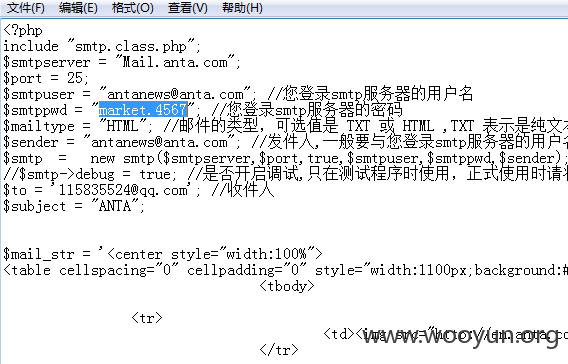 文件(F) 编辑(E) 格式(O) 查看(V) 帮助(H)
<?php
include "smtp.class.php";
$smtpserver = "Mail.anta.com";
$port = 25;
$smtpuser = "antanews@anta.com"; //您登录smtp服务器的用户名
$smtppwd = "market.4567"; //您登录smtp服务器的密码
$mailtype = "HTML"; //邮件的类型，可选值是 TXT 或 HTML ,TXT 表示是纯文本
$sender = "antanews@anta.com"; //发件人,一般要与您登录smtp服务器的用户名
$smtp = new smtp($smtpserver,$port,true,$smtpuser,$smtppwd,$sender);
//$smtp->debug = true; //是否开启调试,只在测试程序时使用，正式使用时请将
$to = '115835524@qq.com'; //收件人
$subject = "ANTA";
$mail_str = '<center style="width:100%">
<table cellspacing="0" cellpadding="0" style="width:1100px;background:#
<tbody>
<tr>
<td><img src="http://en.anta.co
</tr>
www.wooyun.org